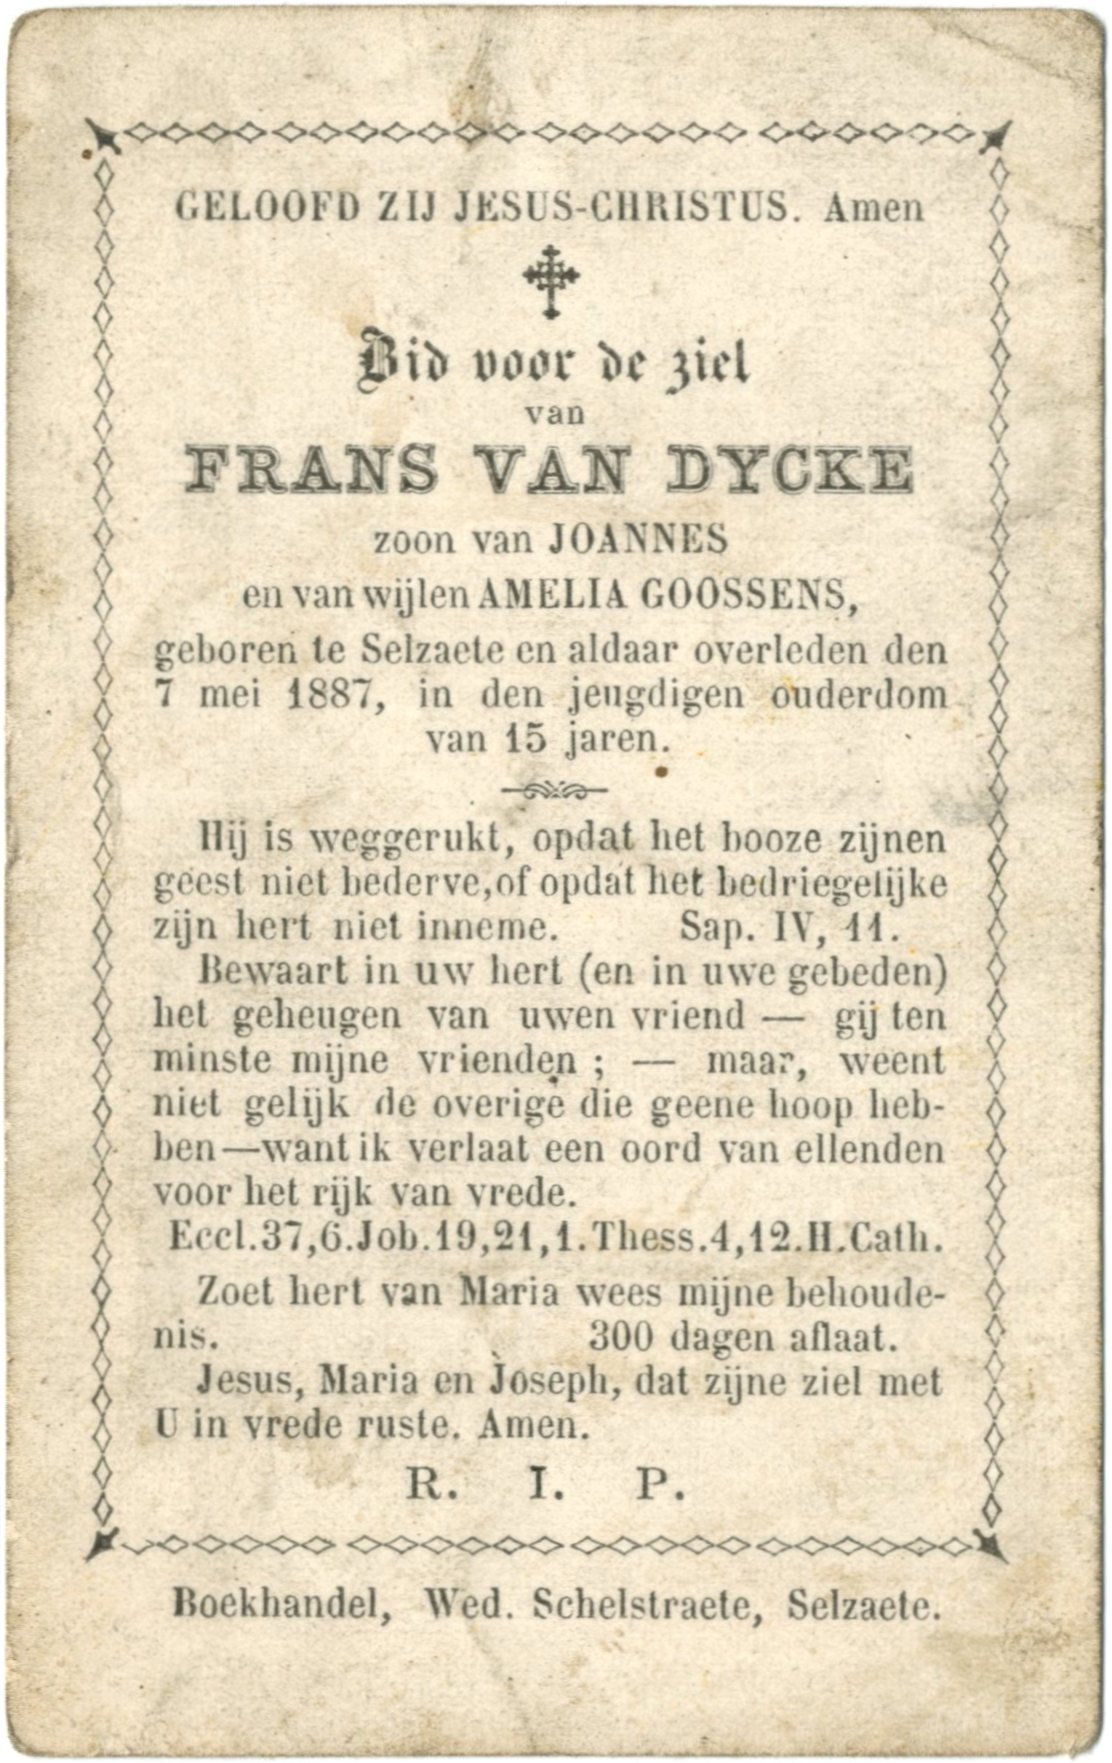 GELOOFD ZIJ JESUS-CHRISTUS. Amen
Bid voor de ziel
van
FRANS VAN DYCKE
zoon van JOANNES
en van wijlen AMELIA GOOSSENS,
geboren te Selzaete en aldaar overleden den
7 mei 1887, in den jeugdigen ouderdom
van 15 jaren.
Hij is weggerukt, opdat het booze zijnen
geest niet bederve, of opdat het bedriegelijke
zijn hert niet inneme. Sap. IV, 11.
Bewaart in uw hert (en in uwe gebeden)
het geheugen van uwen vriend — gij ten
minste mijne vrienden ; — maar, weent
niet gelijk de overige die geene hoop heb-
ben—want ik verlaat een oord van ellenden
voor het rijk van vrede.
Eccl.37,6.Job.19,21,1.Thess.4,12.H.Cath.
Zoet hert van Maria wees mijne behoude-
nis. 300 dagen aflaat.
Jesus, Maria en Joseph, dat zijne ziel met
U in vrede ruste. Amen.
R. I. P.
Boekhandel, Wed. Schelstraete, Selzaete.